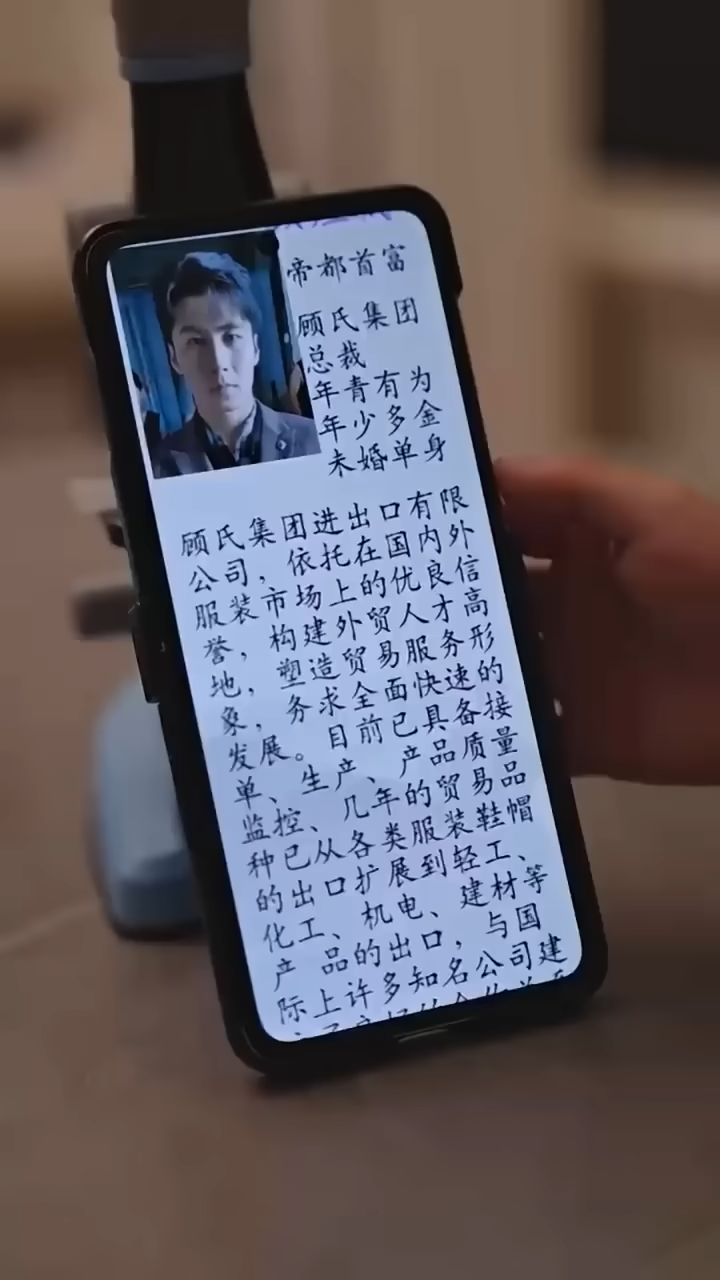 帝都首富
顾氏集团
总裁
年青有为
年少多金
未婚单身
顾氏集团进出口有限
公司，依托在国内外
服装市场上的优良信
誉，构建外贸人才高
地，塑造贸易服务形
象，务求全面快速的
发展。目前已具备接
单、生产、产品质量
监控、几年的贸易品
种已从各类服装鞋帽
的出口扩展到轻工、
化工、机电、建材等
产 品的出口，与国
际上许多知名公司建